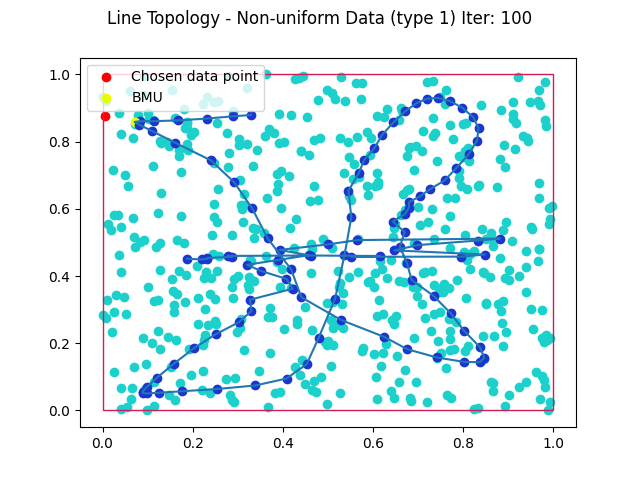 Line Topology - Non-uniform Data (type 1) Iter: 100
Chosen data point
BMU
1.0
0.8
0.6
0.4
0.2
0.0
0.0 0.2 0.4 0.6 0.8 1.0